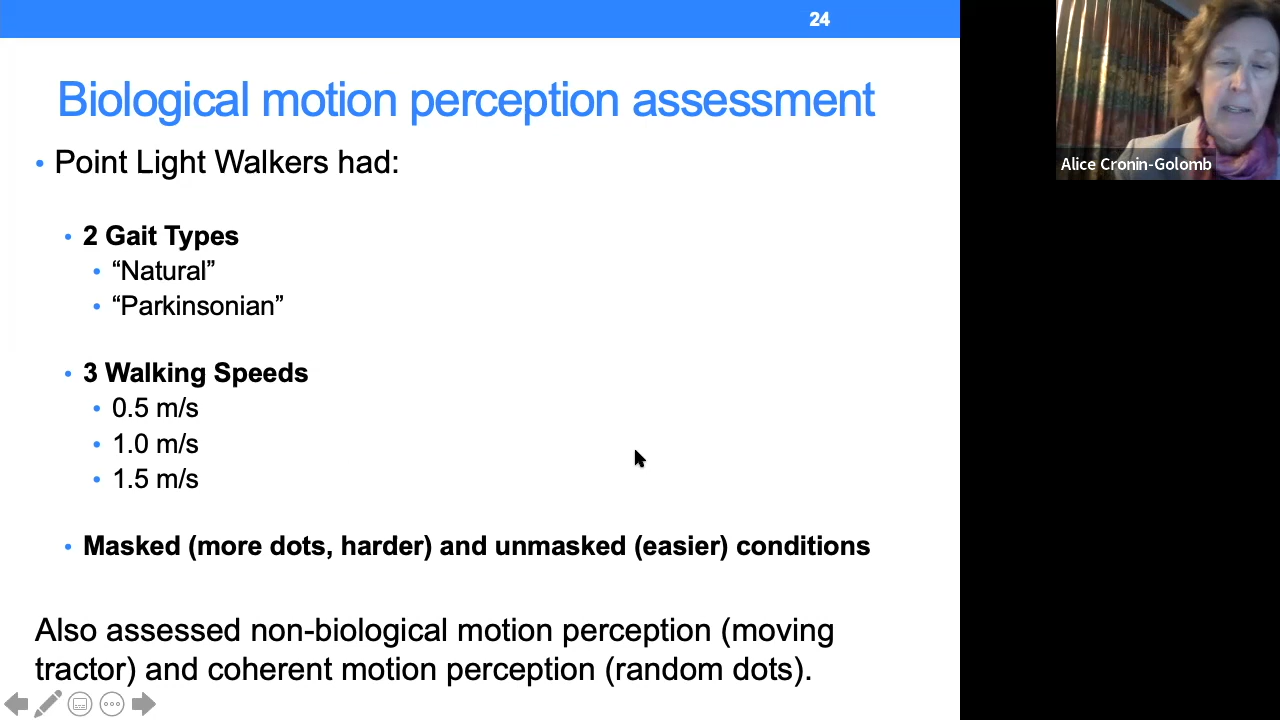 24
Biological motion perception assessment
• Point Light Walkers had:
• 2 Gait Types
• “Natural”
• “Parkinsonian”
• 3 Walking Speeds
• 0.5 m/s
• 1.0 m/s
• 1.5 m/s
• Masked (more dots, harder) and unmasked (easier) conditions
Also assessed non-biological motion perception (moving
tractor) and coherent motion perception (random dots).
Alice Cronin-Golomb